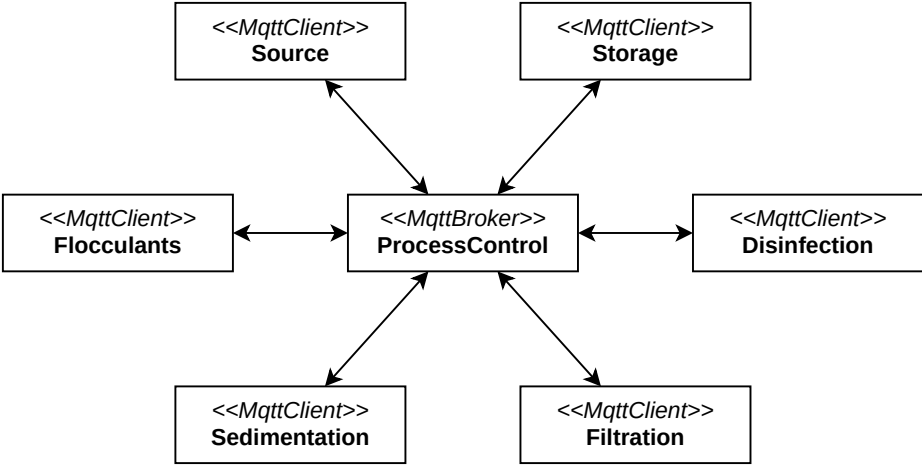 <<MqttClient>>
Source
<<MqttClient>>
Storage
<<MqttClient>>
Flocculants
<<MqttBroker>>
ProcessControl
<<MqttClient>>
Disinfection
<<MqttClient>>
Sedimentation
<<MqttClient>>
Filtration